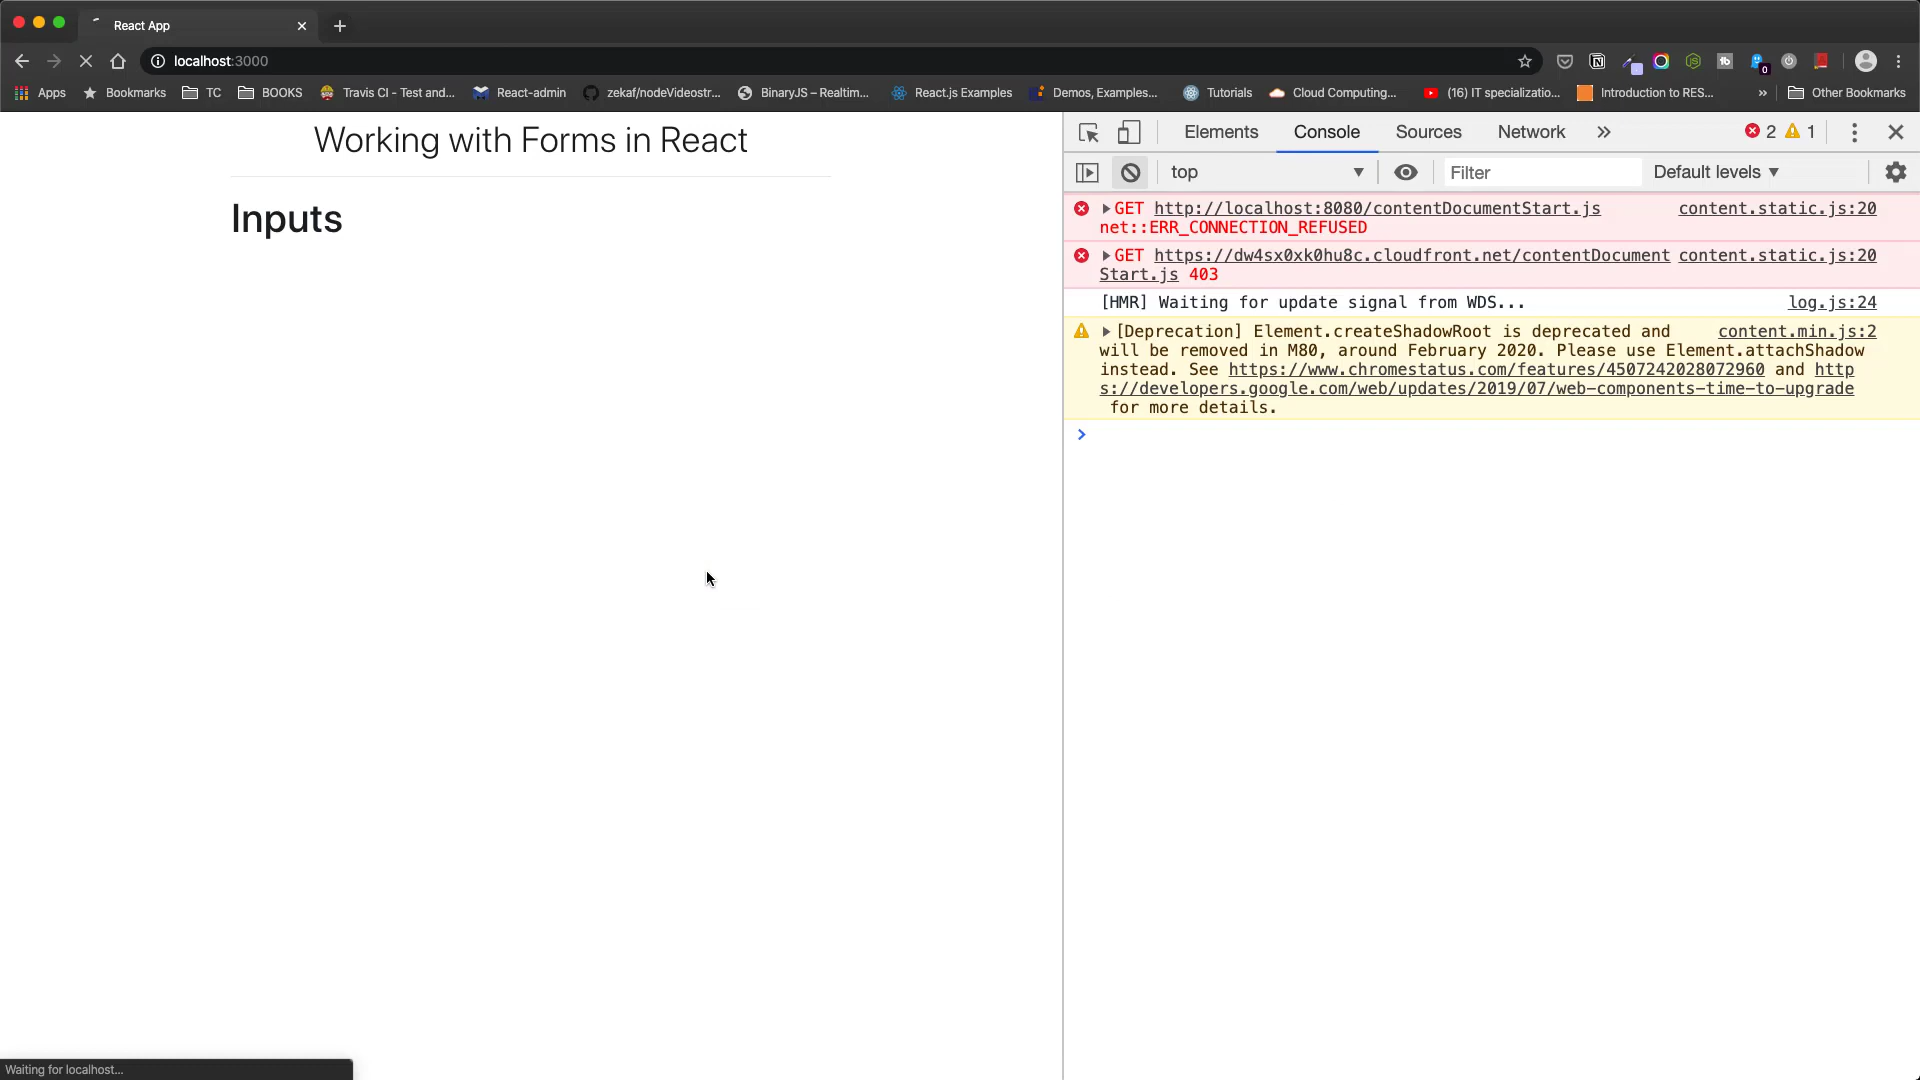 React App
localhost:3000
Apps
Bookmarks
TC
BOOKS
Travis CI - Test and...
React-admin
zekaf/nodeVideostr...
BinaryJS – Realtim...
React.js Examples
Demos, Examples...
Tutorials
Cloud Computing...
(16) IT specializatio...
Introduction to RES...
»
Other Bookmarks
Working with Forms in React
Inputs
Elements
Console
Sources
Network
»
2
1
top
Filter
Default levels ▼
GET http://localhost:8080/contentDocumentStart.js content.static.js:20
net::ERR_CONNECTION_REFUSED
GET https://dw4sx0xk0hu8c.cloudfront.net/contentDocument content.static.js:20
Start.js 403
[HMR] Waiting for update signal from WDS... log.js:24
[Deprecation] Element.createShadowRoot is deprecated and content.min.js:2
will be removed in M80, around February 2020. Please use Element.attachShadow
instead. See https://www.chromestatus.com/features/4507242028072960 and http
s://developers.google.com/web/updates/2019/07/web-components-time-to-upgrade
for more details.
Waiting for localhost...